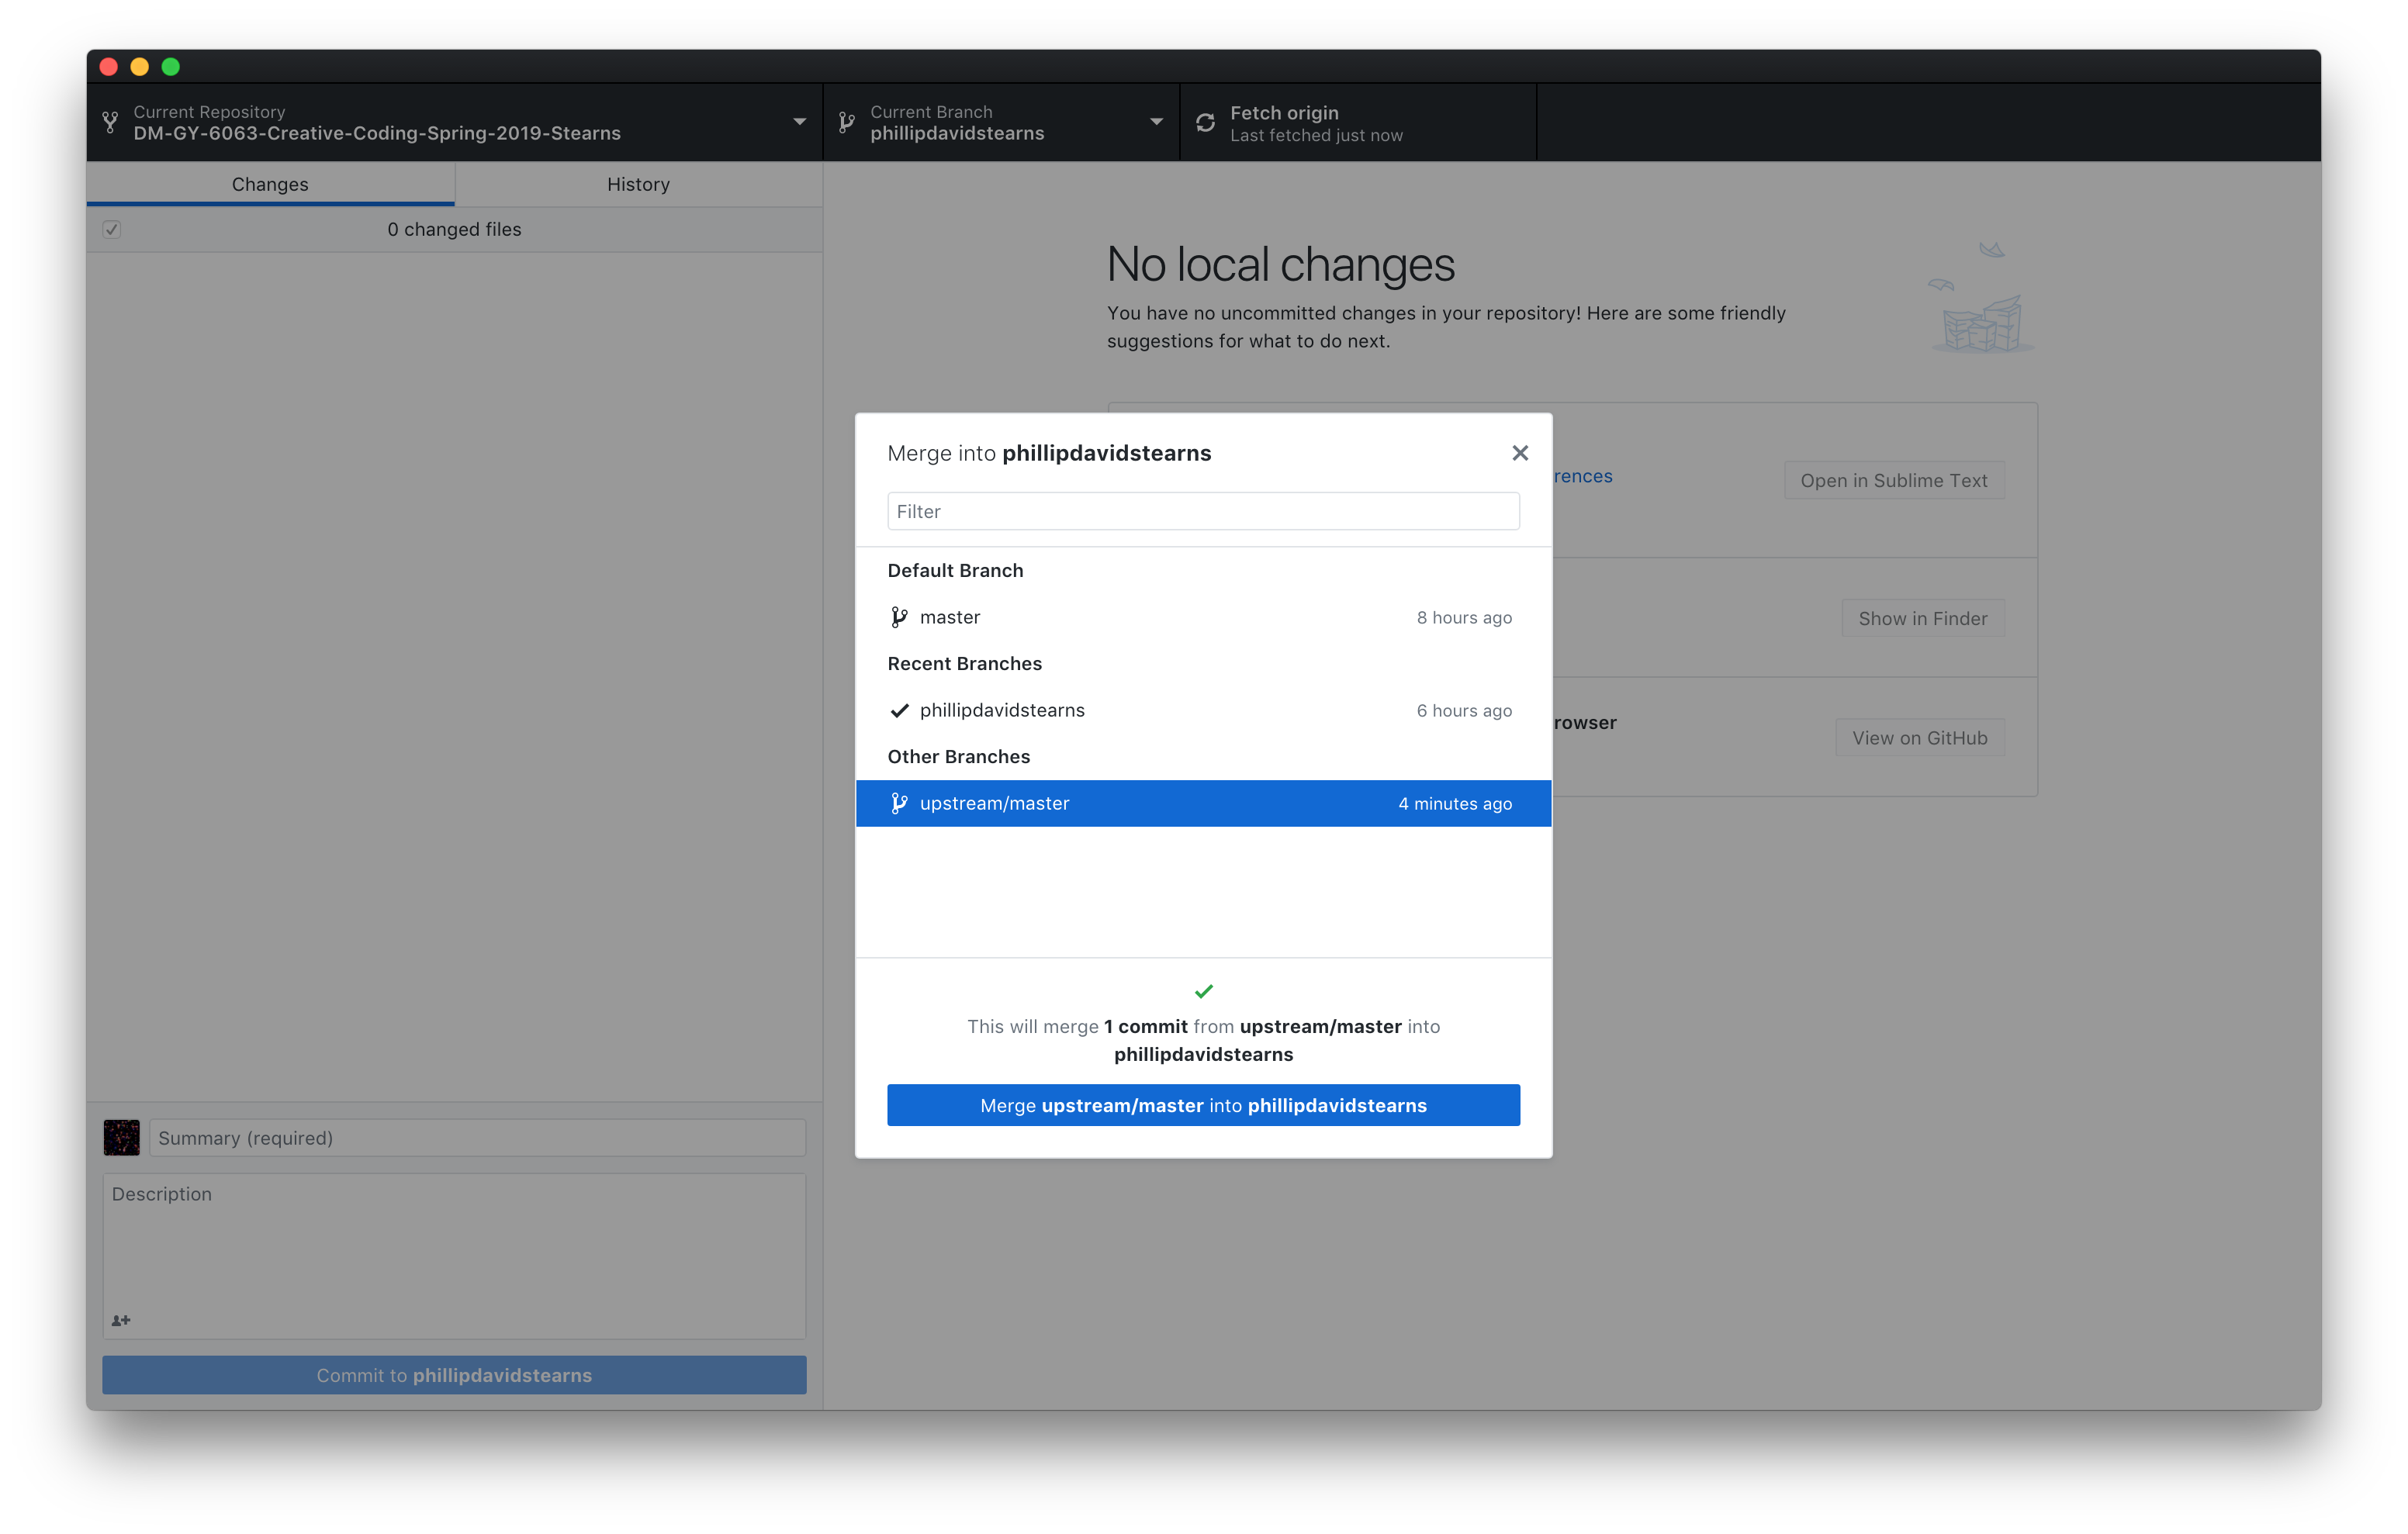 Current Repository
DM-GY-6063-Creative-Coding-Spring-2019-Stearns
Current Branch
phillipdavidstearns
Fetch origin
Last fetched just now
Changes
History
0 changed files
No local changes
You have no uncommitted changes in your repository! Here are some friendly
suggestions for what to do next.
rences
Open in Sublime Text
Show in Finder
rowser
View on GitHub
Merge into phillipdavidstearns
Filter
Default Branch
master
8 hours ago
Recent Branches
phillipdavidstearns
6 hours ago
Other Branches
upstream/master
4 minutes ago
This will merge 1 commit from upstream/master into
phillipdavidstearns
Merge upstream/master into phillipdavidstearns
Summary (required)
Description
Commit to phillipdavidstearns